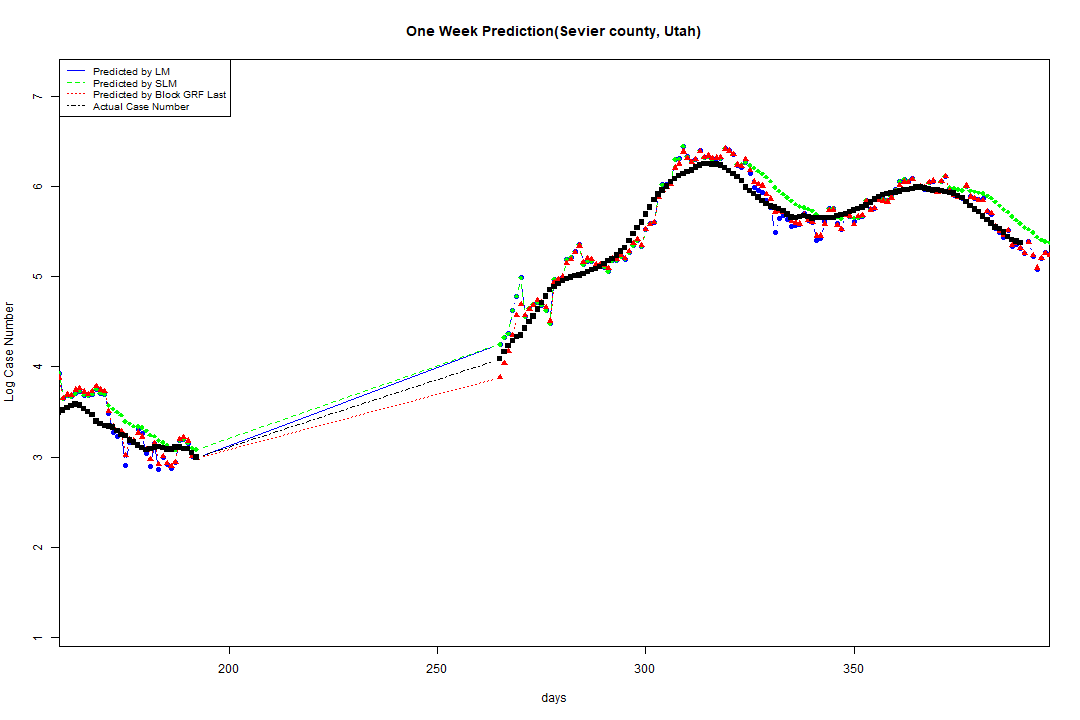 One Week Prediction(Sevier county, Utah)
Predicted by LM
Predicted by SLM
Predicted by Block GRF Last
Actual Case Number
7
6
5
4
3
2
1
Log Case Number
200
250
300
350
days